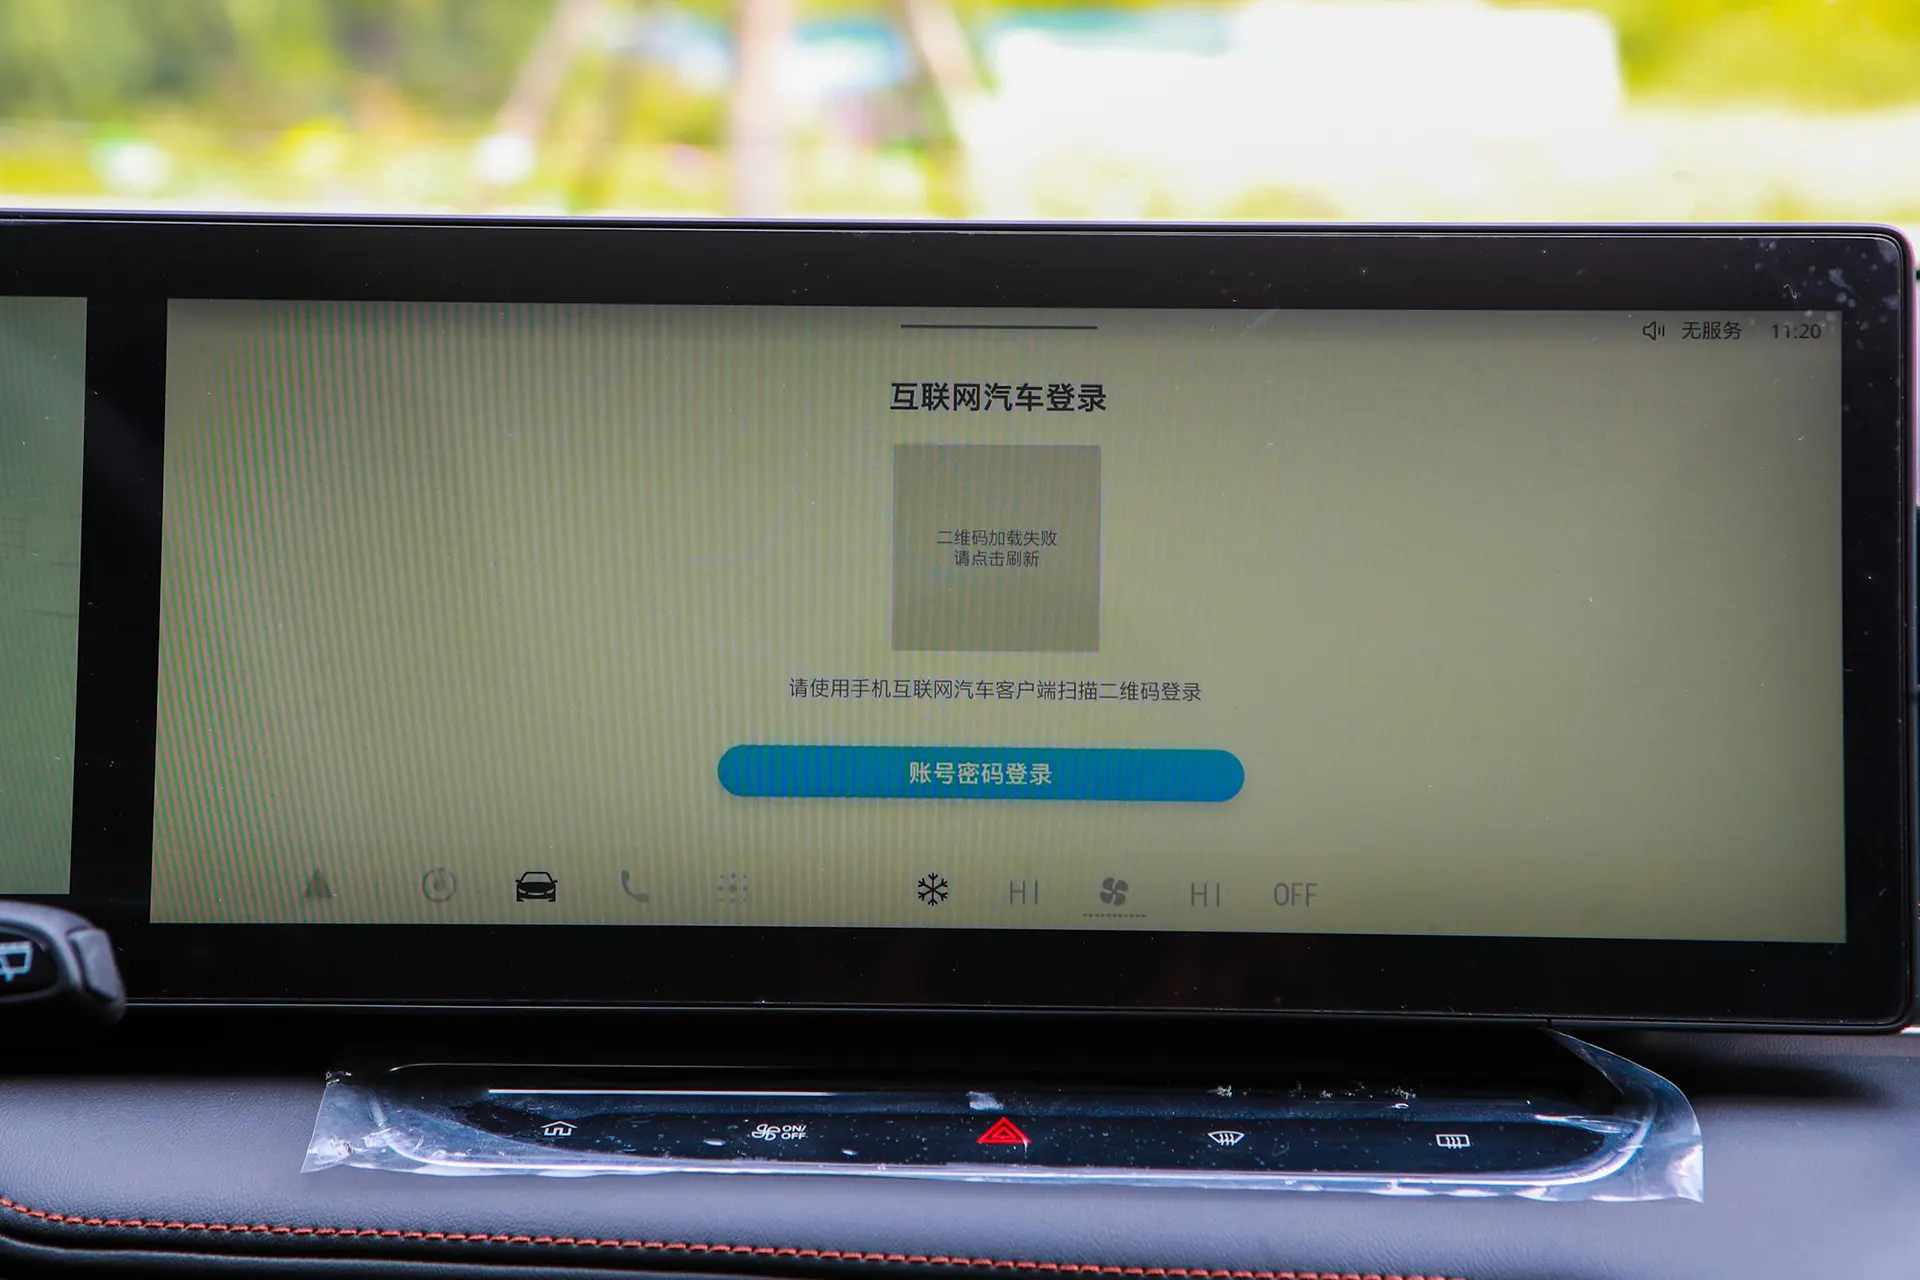 无服务 11:20
互联网汽车登录
二维码加载失败
请点击刷新
请使用手机互联网汽车客户端扫描二维码登录
账号密码登录
HI HI OFF
ON/
OFF